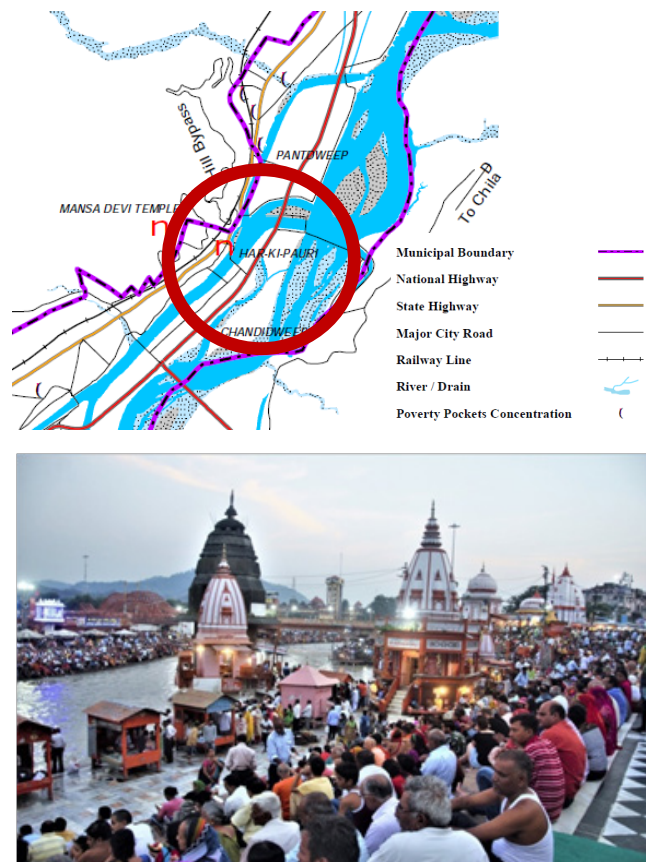 PANTDWEEP
Hill Bypass
MANSA DEVI TEMPLE
n
n
HAR-KI-PAURI
CHANDIDWEEP
To Chila
Municipal Boundary
National Highway
State Highway
Major City Road
Railway Line
River / Drain
Poverty Pockets Concentration